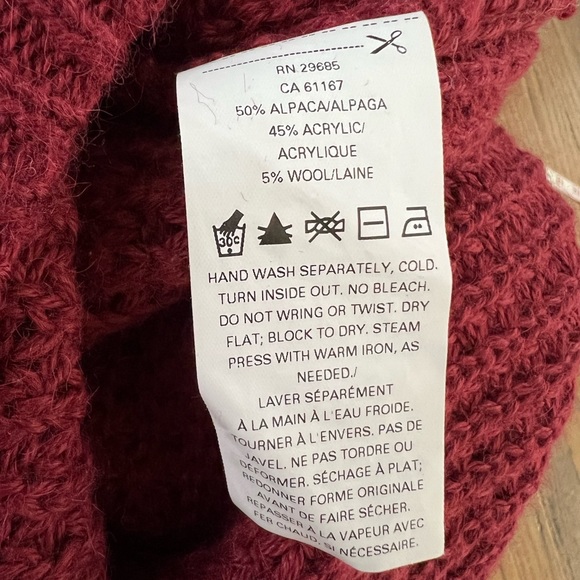 RN 29685
CA 61167
50% ALPACA/ALPAGA
45% ACRYLIC/
ACRYLIQUE
5% WOOL/LAINE
30C
HAND WASH SEPARATELY, COLD.
TURN INSIDE OUT. NO BLEACH.
DO NOT WRING OR TWIST. DRY
FLAT; BLOCK TO DRY. STEAM
PRESS WITH WARM IRON, AS
NEEDED./
LAVER SÉPARÉMENT
À LA MAIN À L'EAU FROIDE.
TOURNER À L'ENVERS. PAS DE
JAVEL. NE PAS TORDRE OU
DÉFORMER. SÉCHAGE À PLAT;
REDONNER FORME ORIGINALE
AVANT DE FAIRE SÉCHER.
REPASSER À LA VAPEUR AVEC
FER CHAUD, SI NÉCESSAIRE.